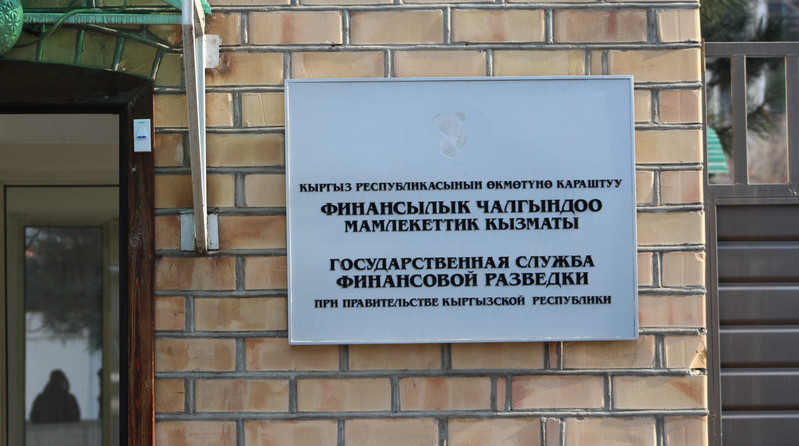 КЫРГЫЗ РЕСПУБЛИКАСЫНЫН ӨКМӨТҮНӨ КАРАШТУУ
ФИНАНСЫЛЫК ЧАЛГЫНДОО
МАМЛЕКЕТТИК КЫЗМАТЫ
ГОСУДАРСТВЕННАЯ СЛУЖБА
ФИНАНСОВОЙ РАЗВЕДКИ
ПРИ ПРАВИТЕЛЬСТВЕ КЫРГЫЗСКОЙ РЕСПУБЛИКИ